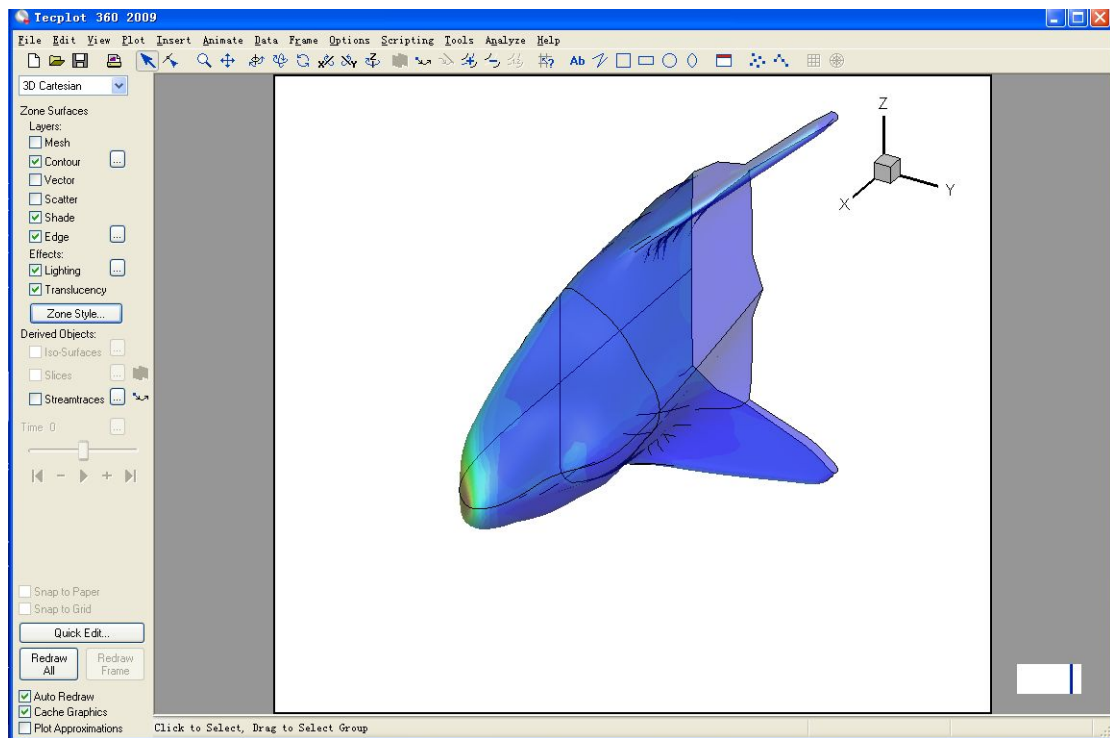 Tecplot 360 2009
File Edit View Plot Insert Animate Data Frame Options Scripting Tools Analyze Help
Ab
3D Cartesian
Zone Surfaces
Layers:
Mesh
Contour ...
Vector
Scatter
Shade
Edge ...
Effects:
Lighting ...
Translucency
Zone Style...
Derived Objects:
Iso-Surfaces ...
Slices ...
Streamtraces ...
Time 0 ...
Snap to Paper
Snap to Grid
Quick Edit...
Redraw All
Redraw Frame
Auto Redraw
Cache Graphics
Plot Approximations
Z
X
Y
Click to Select, Drag to Select Group